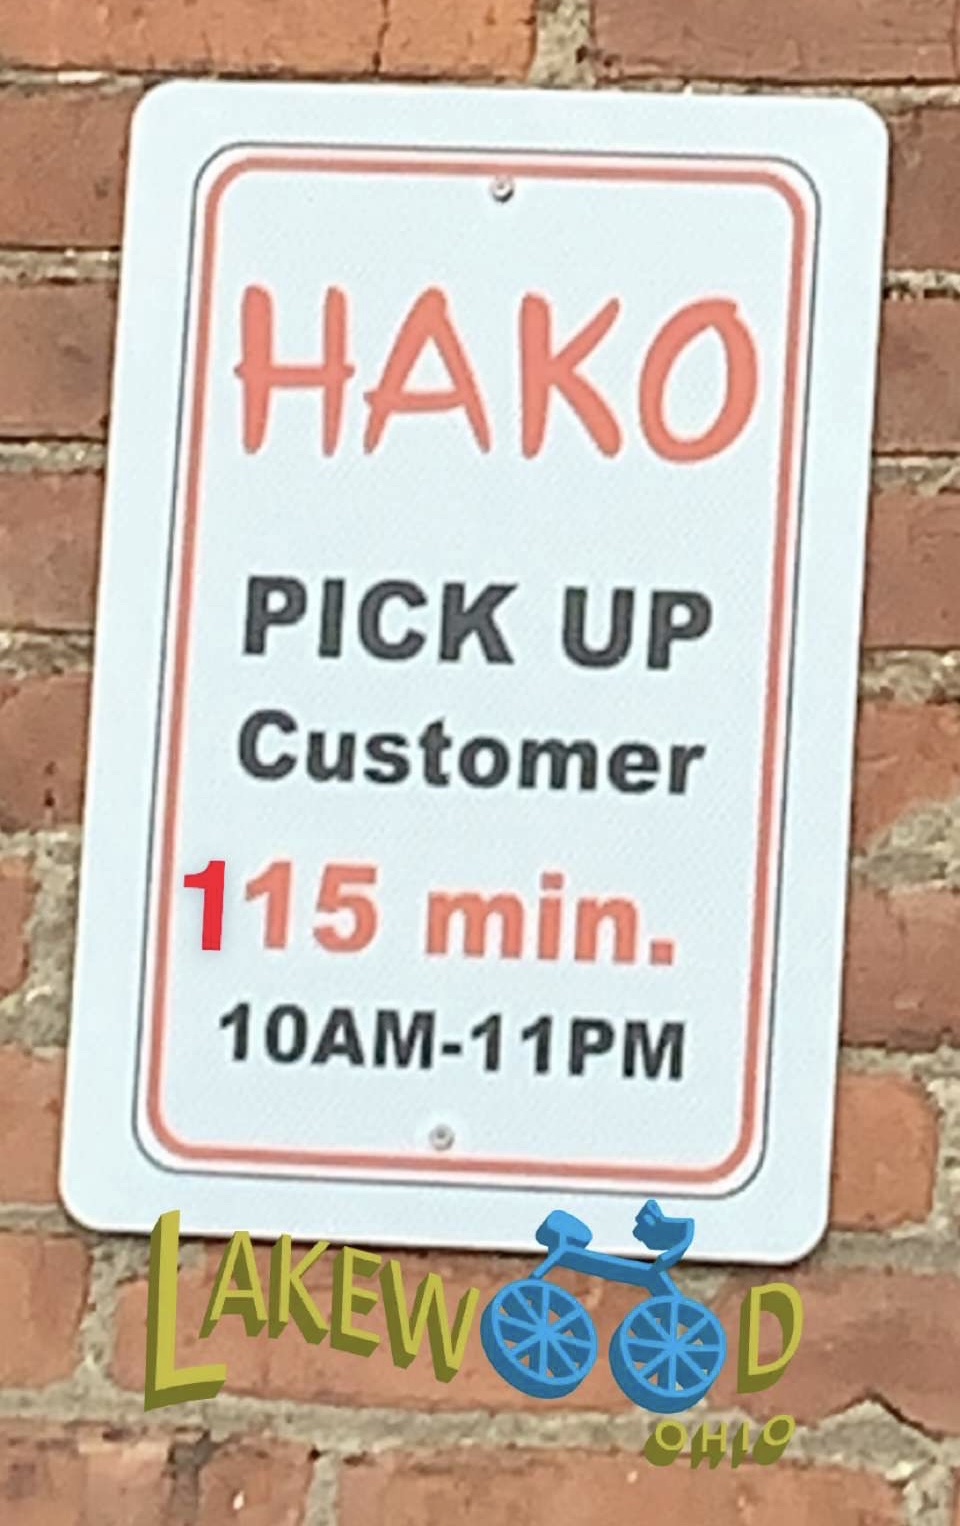 HAKO
PICK UP
Customer
115 min.
10AM-11PM
LAKEWOOD
OHIO